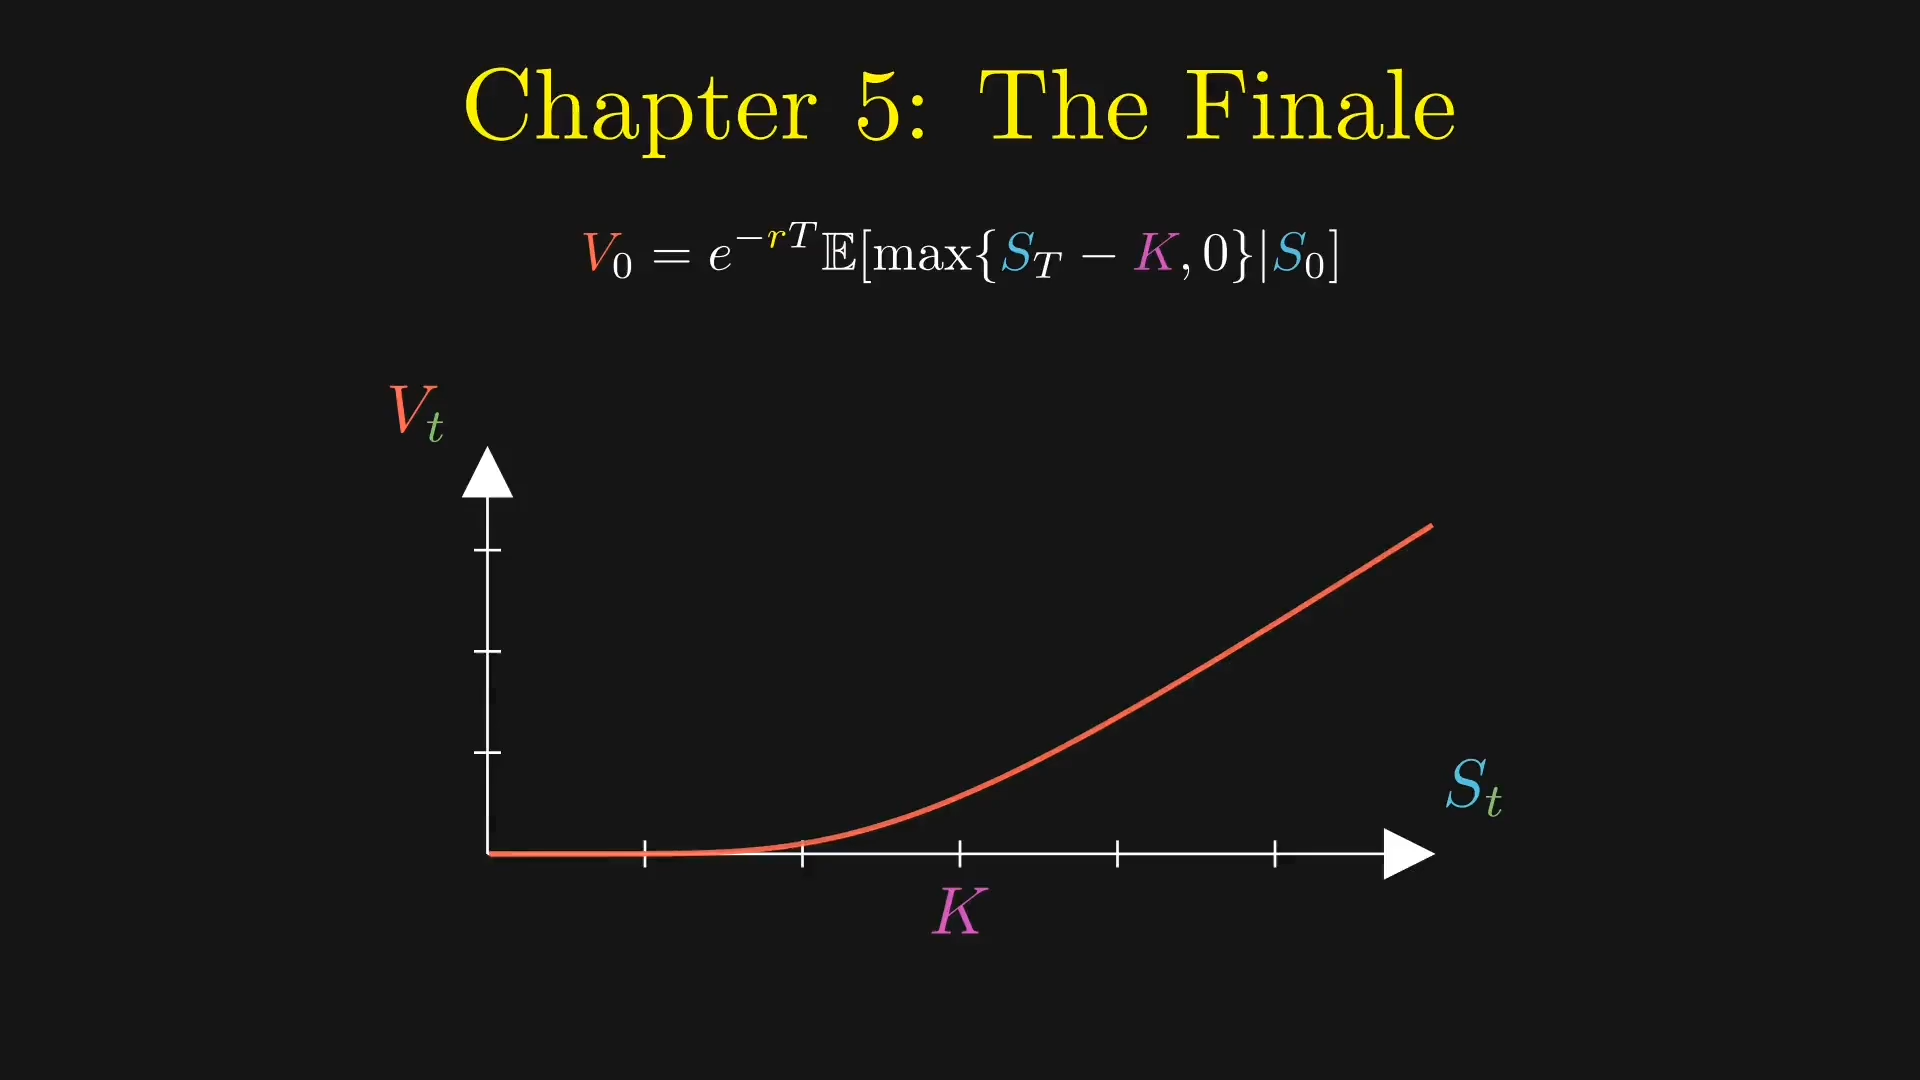 Chapter 5: The Finale
V₀ = e^{-rT}𝔼[max{S_T − K, 0}|S₀]
V_t
S_t
K